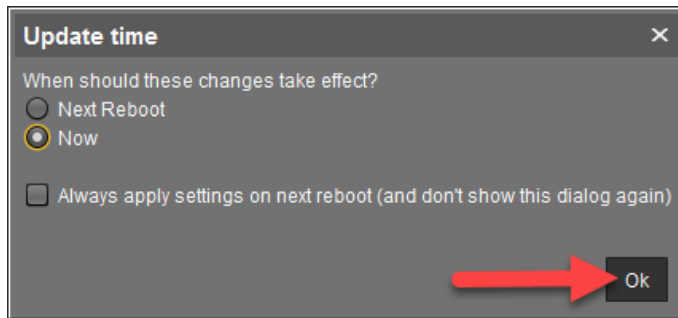 Update time
When should these changes take effect?
Next Reboot
Now
Always apply settings on next reboot (and don't show this dialog again)
Ok